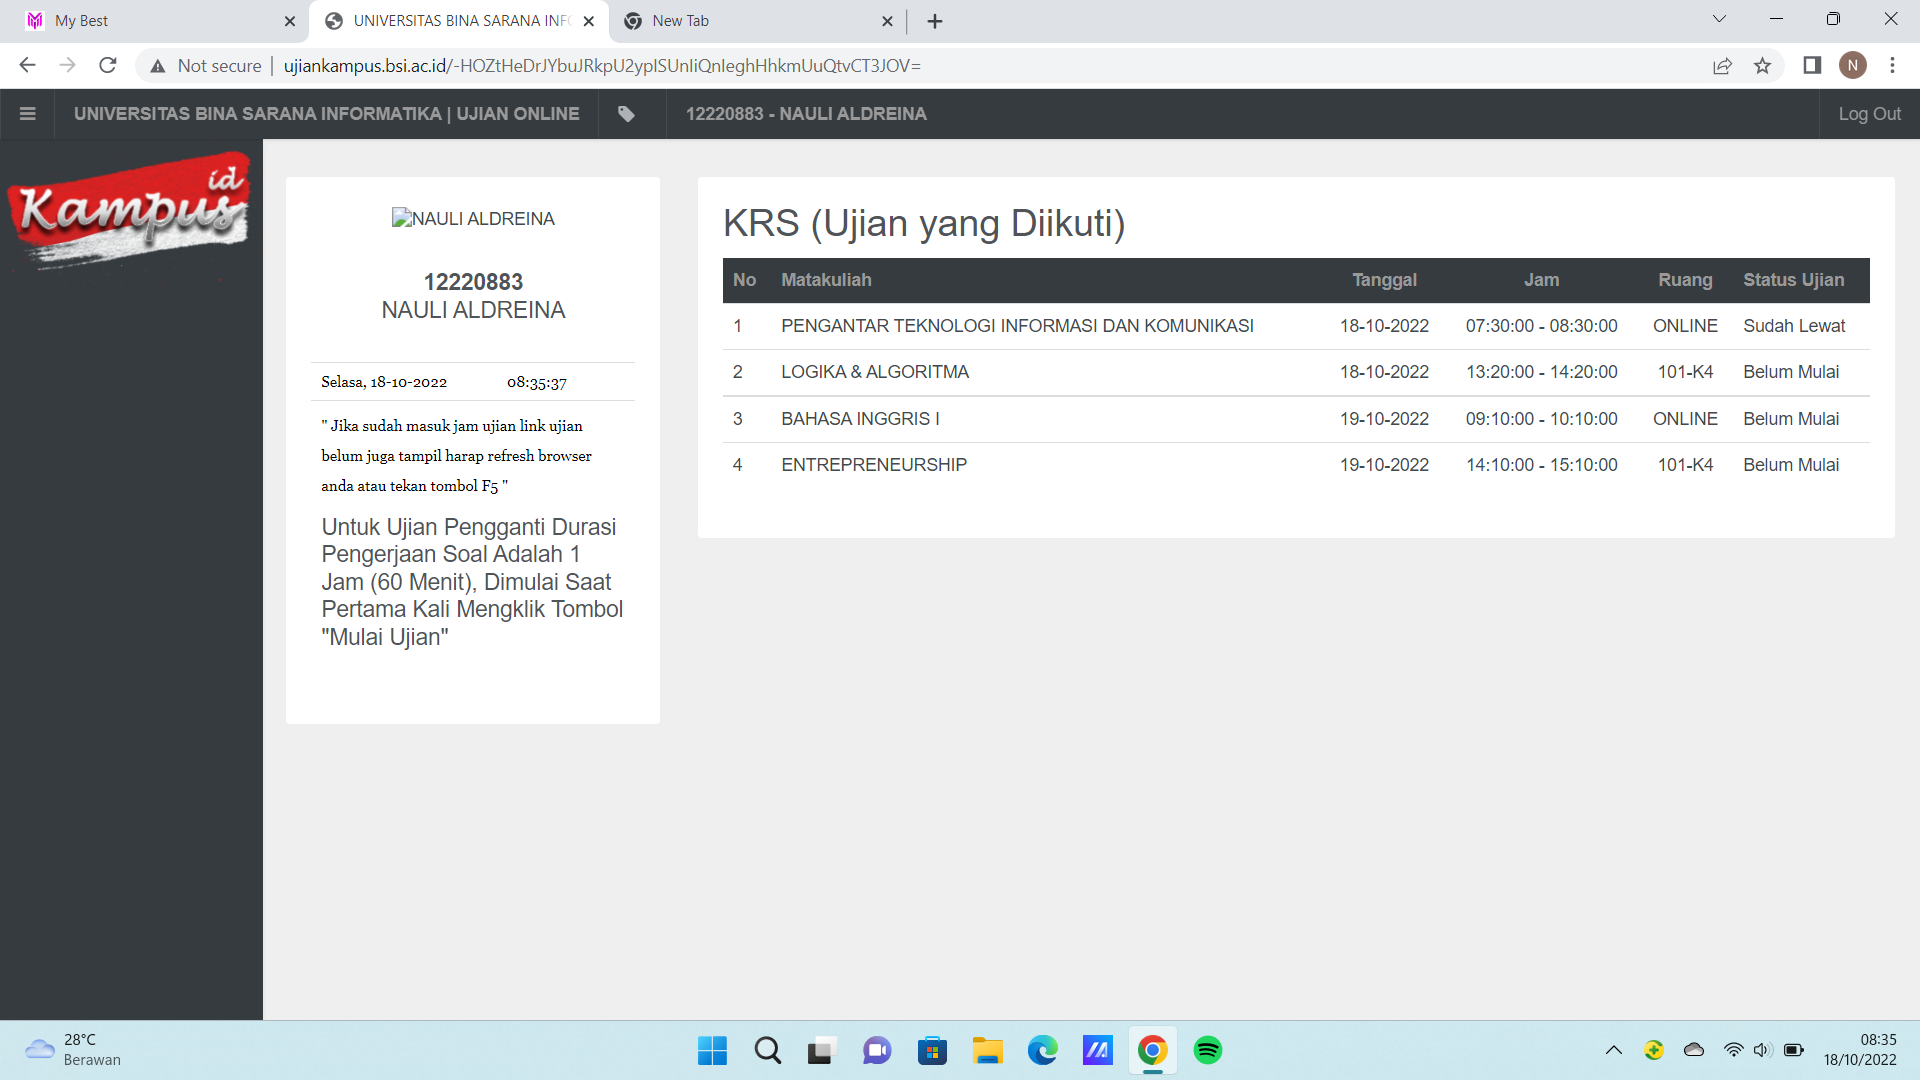 My Best
UNIVERSITAS BINA SARANA INFO
New Tab
Not secure
ujiankampus.bsi.ac.id/-HOZtHeDrJYbuJRkpU2yplSUnliQnleghHhkmUuQtvCT3JOV=
N
UNIVERSITAS BINA SARANA INFORMATIKA | UJIAN ONLINE
12220883 - NAULI ALDREINA
Log Out
Kampus id
NAULI ALDREINA
12220883
NAULI ALDREINA
Selasa, 18-10-2022 08:35:37
" Jika sudah masuk jam ujian link ujian
belum juga tampil harap refresh browser
anda atau tekan tombol F5 "
Untuk Ujian Pengganti Durasi
Pengerjaan Soal Adalah 1
Jam (60 Menit), Dimulai Saat
Pertama Kali Mengklik Tombol
"Mulai Ujian"
KRS (Ujian yang Diikuti)
No Matakuliah Tanggal Jam Ruang Status Ujian
1 PENGANTAR TEKNOLOGI INFORMASI DAN KOMUNIKASI 18-10-2022 07:30:00 - 08:30:00 ONLINE Sudah Lewat
2 LOGIKA & ALGORITMA 18-10-2022 13:20:00 - 14:20:00 101-K4 Belum Mulai
3 BAHASA INGGRIS I 19-10-2022 09:10:00 - 10:10:00 ONLINE Belum Mulai
4 ENTREPRENEURSHIP 19-10-2022 14:10:00 - 15:10:00 101-K4 Belum Mulai
28°C
Berawan
08:35
18/10/2022